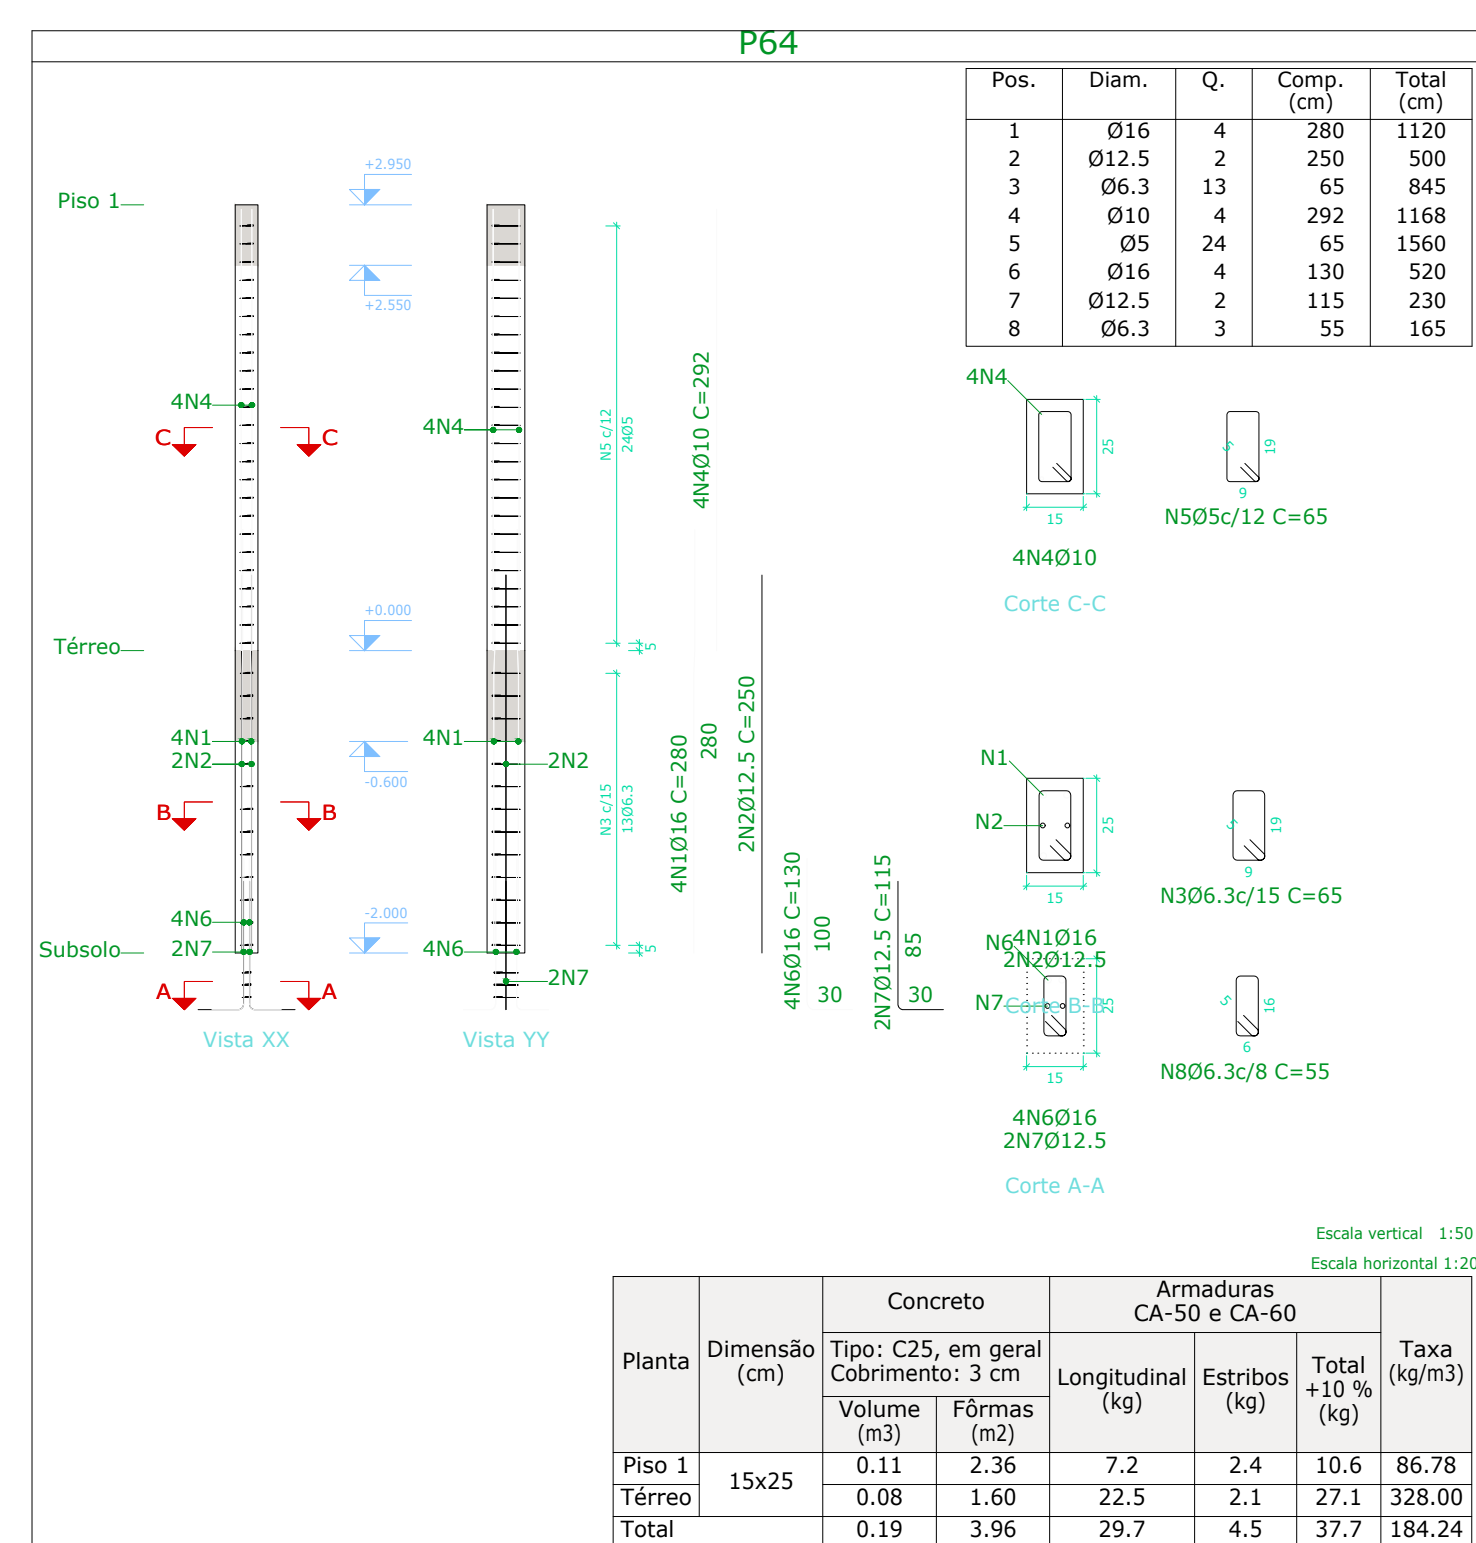 P64
Pos. Diam. Q. Comp. (cm) Total (cm)
1 Ø16 4 280 1120
2 Ø12.5 2 250 500
3 Ø6.3 13 65 845
4 Ø10 4 292 1168
5 Ø5 24 65 1560
6 Ø16 4 130 520
7 Ø12.5 2 115 230
8 Ø6.3 3 55 165
Piso 1
+2.950
+2.550
4N4
C C
4N4
N5 c/12
24Ø5
4N4Ø10 C=292
Térreo
+0.000
5
4N1
2N2
-0.600
4N1
2N2
B B
N3 c/15
13Ø6.3
4N1Ø16 C=280
280
2N2Ø12.5 C=250
4N6
2N7
Subsolo
-2.000
4N6
5
2N7
A A
4N6Ø16 C=130
100
30
2N7Ø12.5 C=115
85
30
Vista XX
Vista YY
4N4
25
15
4N4Ø10
5
19
9
N5Ø5c/12 C=65
Corte C-C
N1
N2
25
15
5
19
9
N3Ø6.3c/15 C=65
4N1Ø16
2N2Ø12.5
Corte B-B
N6
N7
25
15
5
16
6
N8Ø6.3c/8 C=55
4N6Ø16
2N7Ø12.5
Corte A-A
Escala vertical 1:50
Escala horizontal 1:20
Planta
Dimensão (cm)
Concreto
Tipo: C25, em geral
Cobrimento: 3 cm
Volume (m3)
Fôrmas (m2)
Armaduras
CA-50 e CA-60
Longitudinal (kg)
Estribos (kg)
Total +10 % (kg)
Taxa (kg/m3)
Piso 1 15x25 0.11 2.36 7.2 2.4 10.6 86.78
Térreo 0.08 1.60 22.5 2.1 27.1 328.00
Total 0.19 3.96 29.7 4.5 37.7 184.24